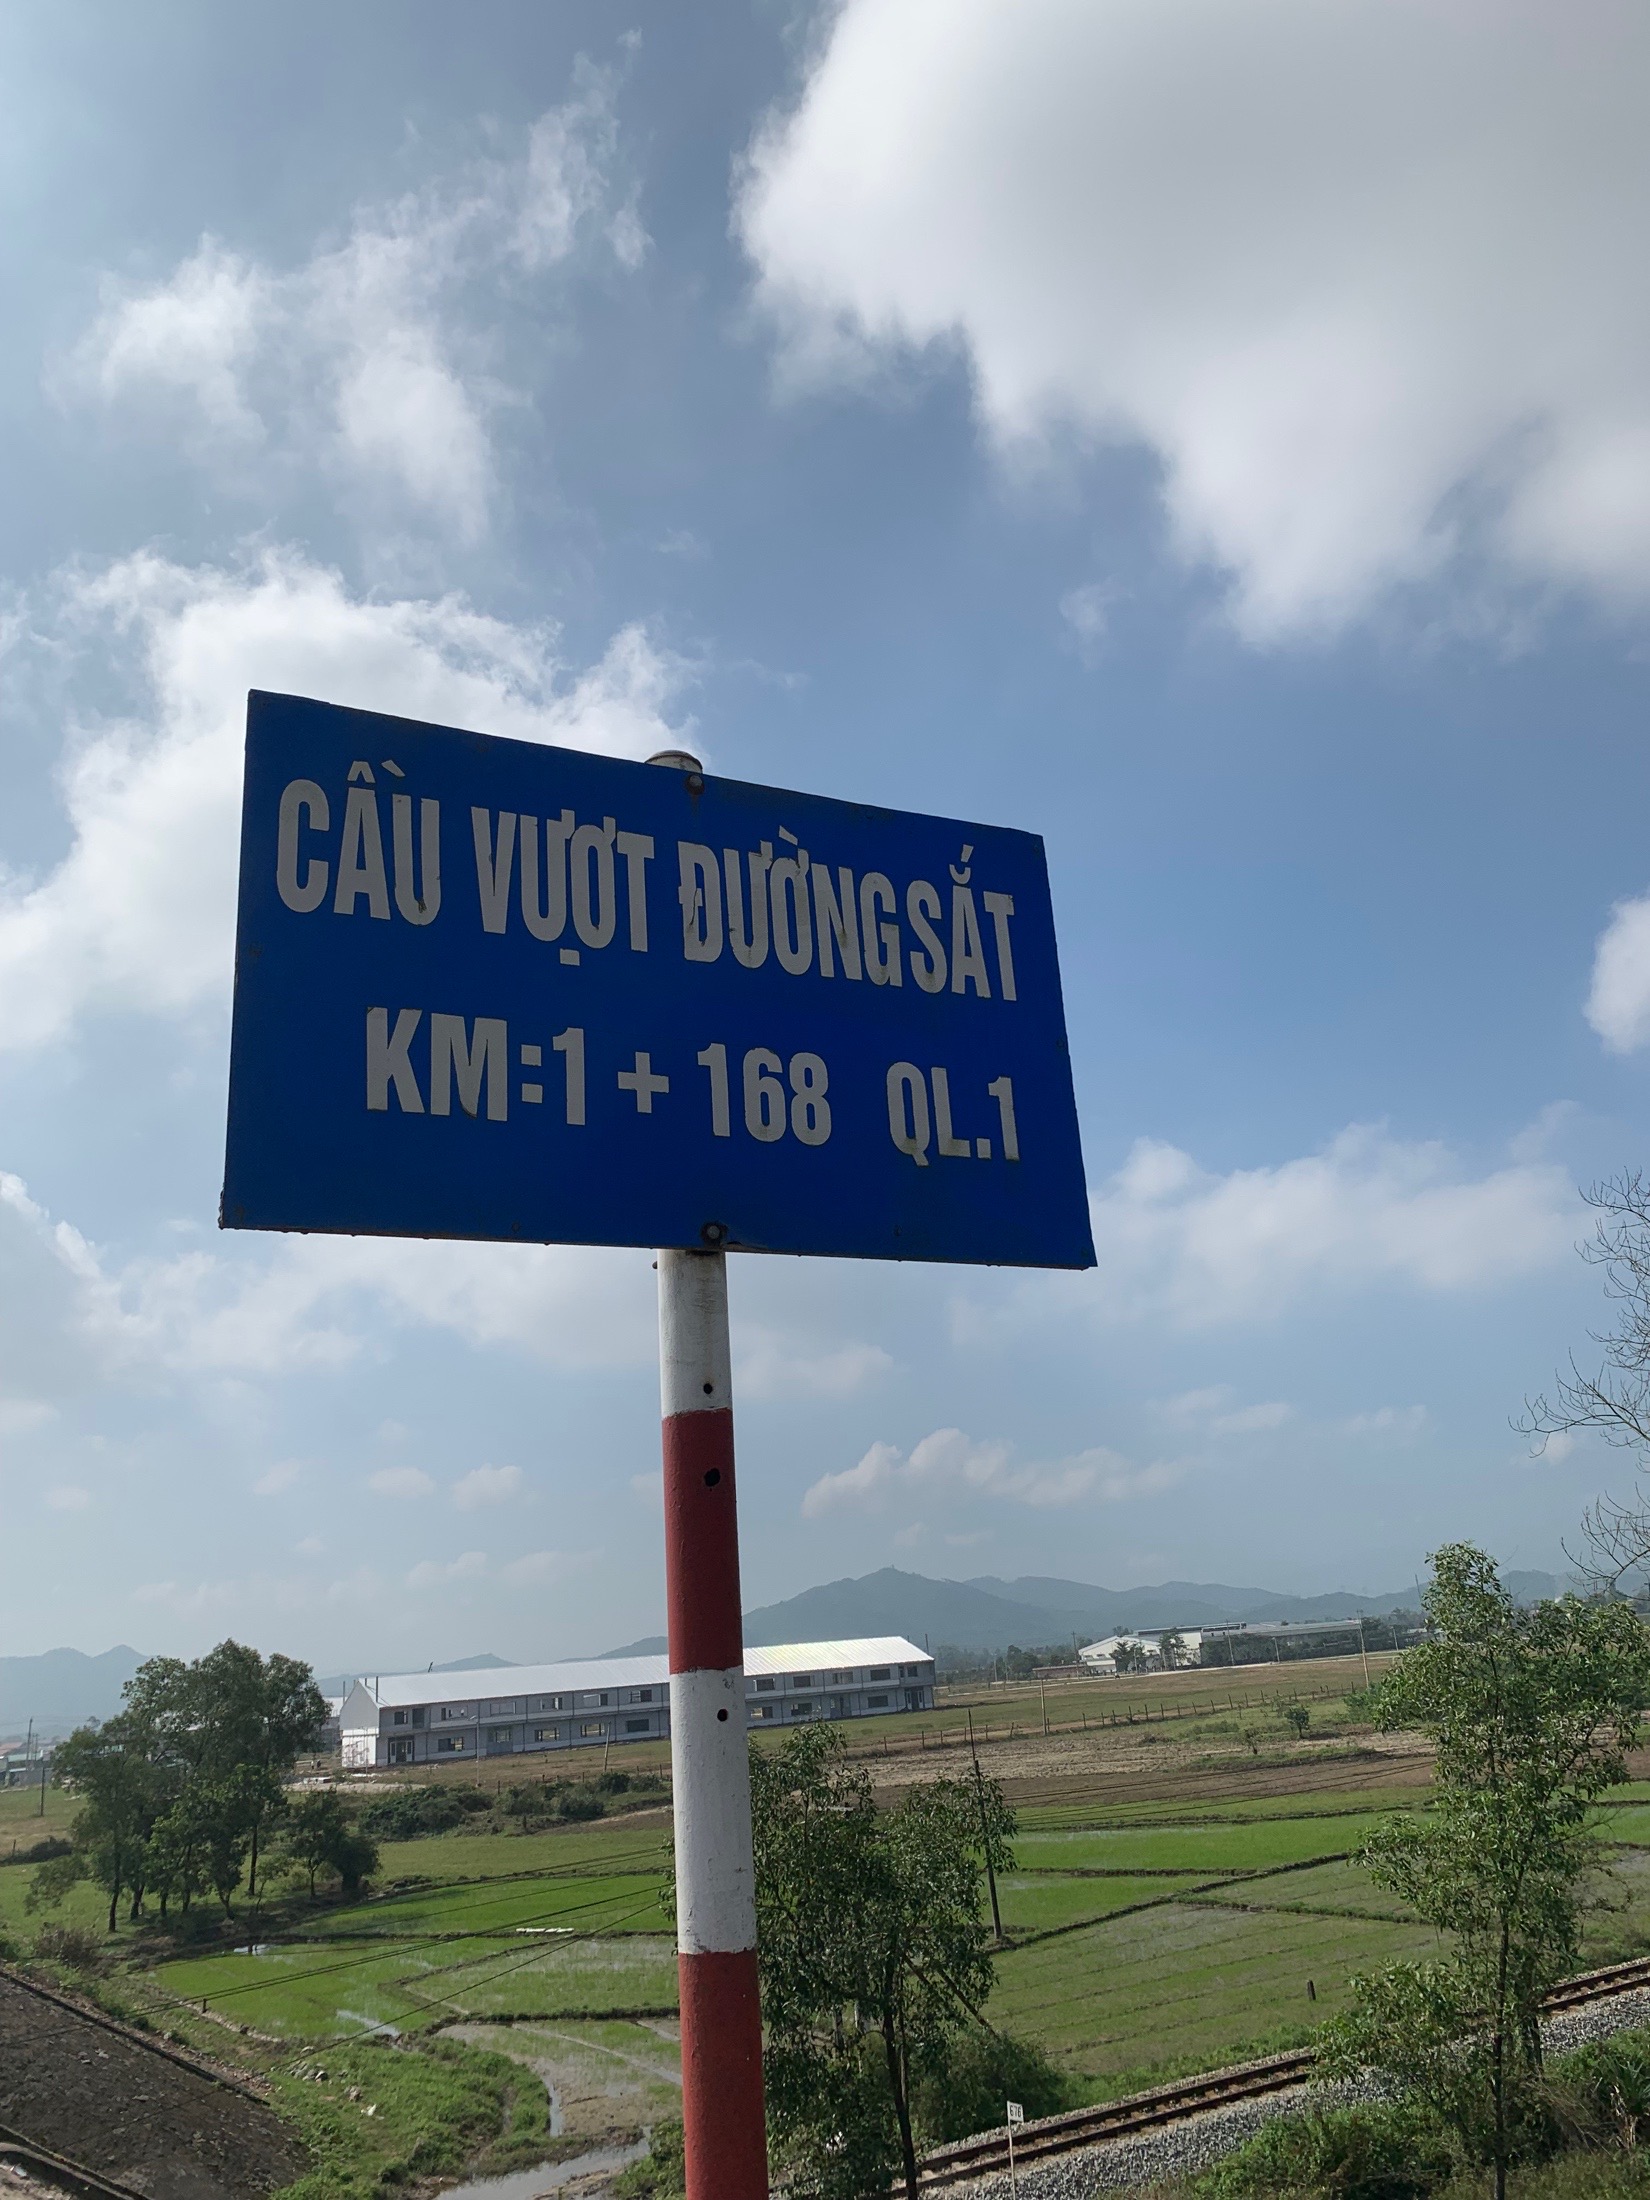 CẦU VƯỢT ĐƯỜNG SẮT
KM:1 + 168 QL.1